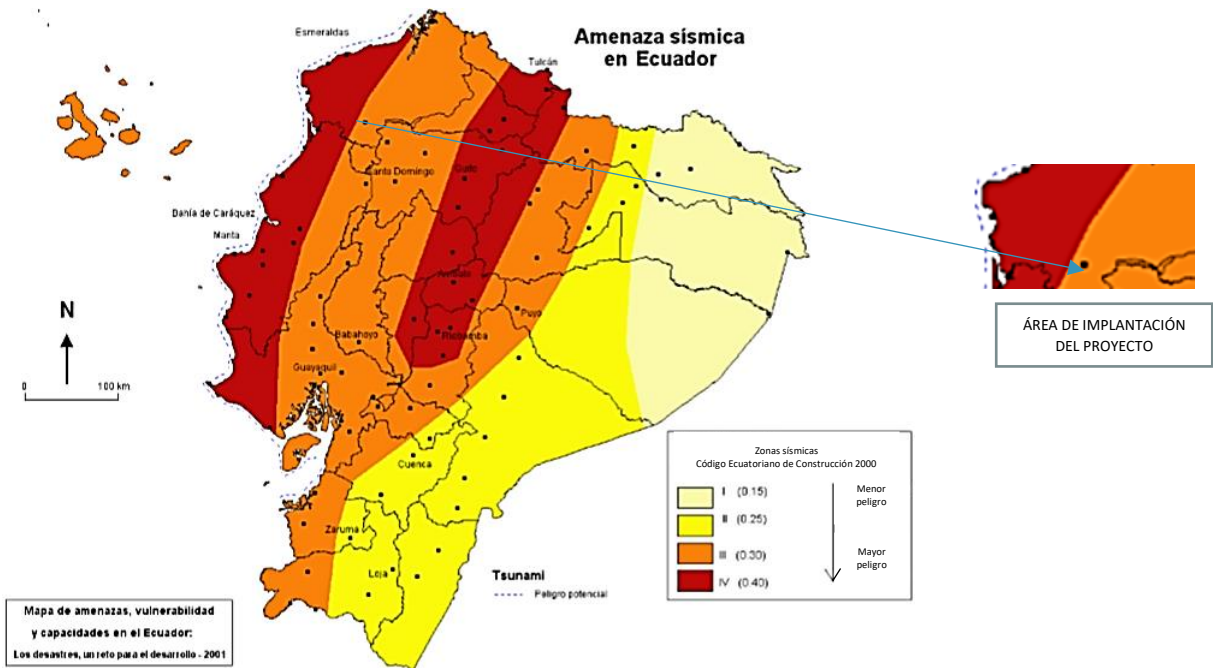 Amenaza sísmica
en Ecuador
Esmeraldas
Tulcán
Santo Domingo
Quito
Bahía de Caráquez
Manta
Ambato
Puyo
Babahoyo
Riobamba
Guayaquil
Cuenca
Zaruma
Loja
N
0 100 km
ÁREA DE IMPLANTACIÓN
DEL PROYECTO
Zonas sísmicas
Código Ecuatoriano de Construcción 2000
I (0.15)
II (0.25)
III (0.30)
IV (0.40)
Menor
peligro
Mayor
peligro
Tsunami
Peligro potencial
Mapa de amenazas, vulnerabilidad
y capacidades en el Ecuador:
Los desastres, un reto para el desarrollo - 2001